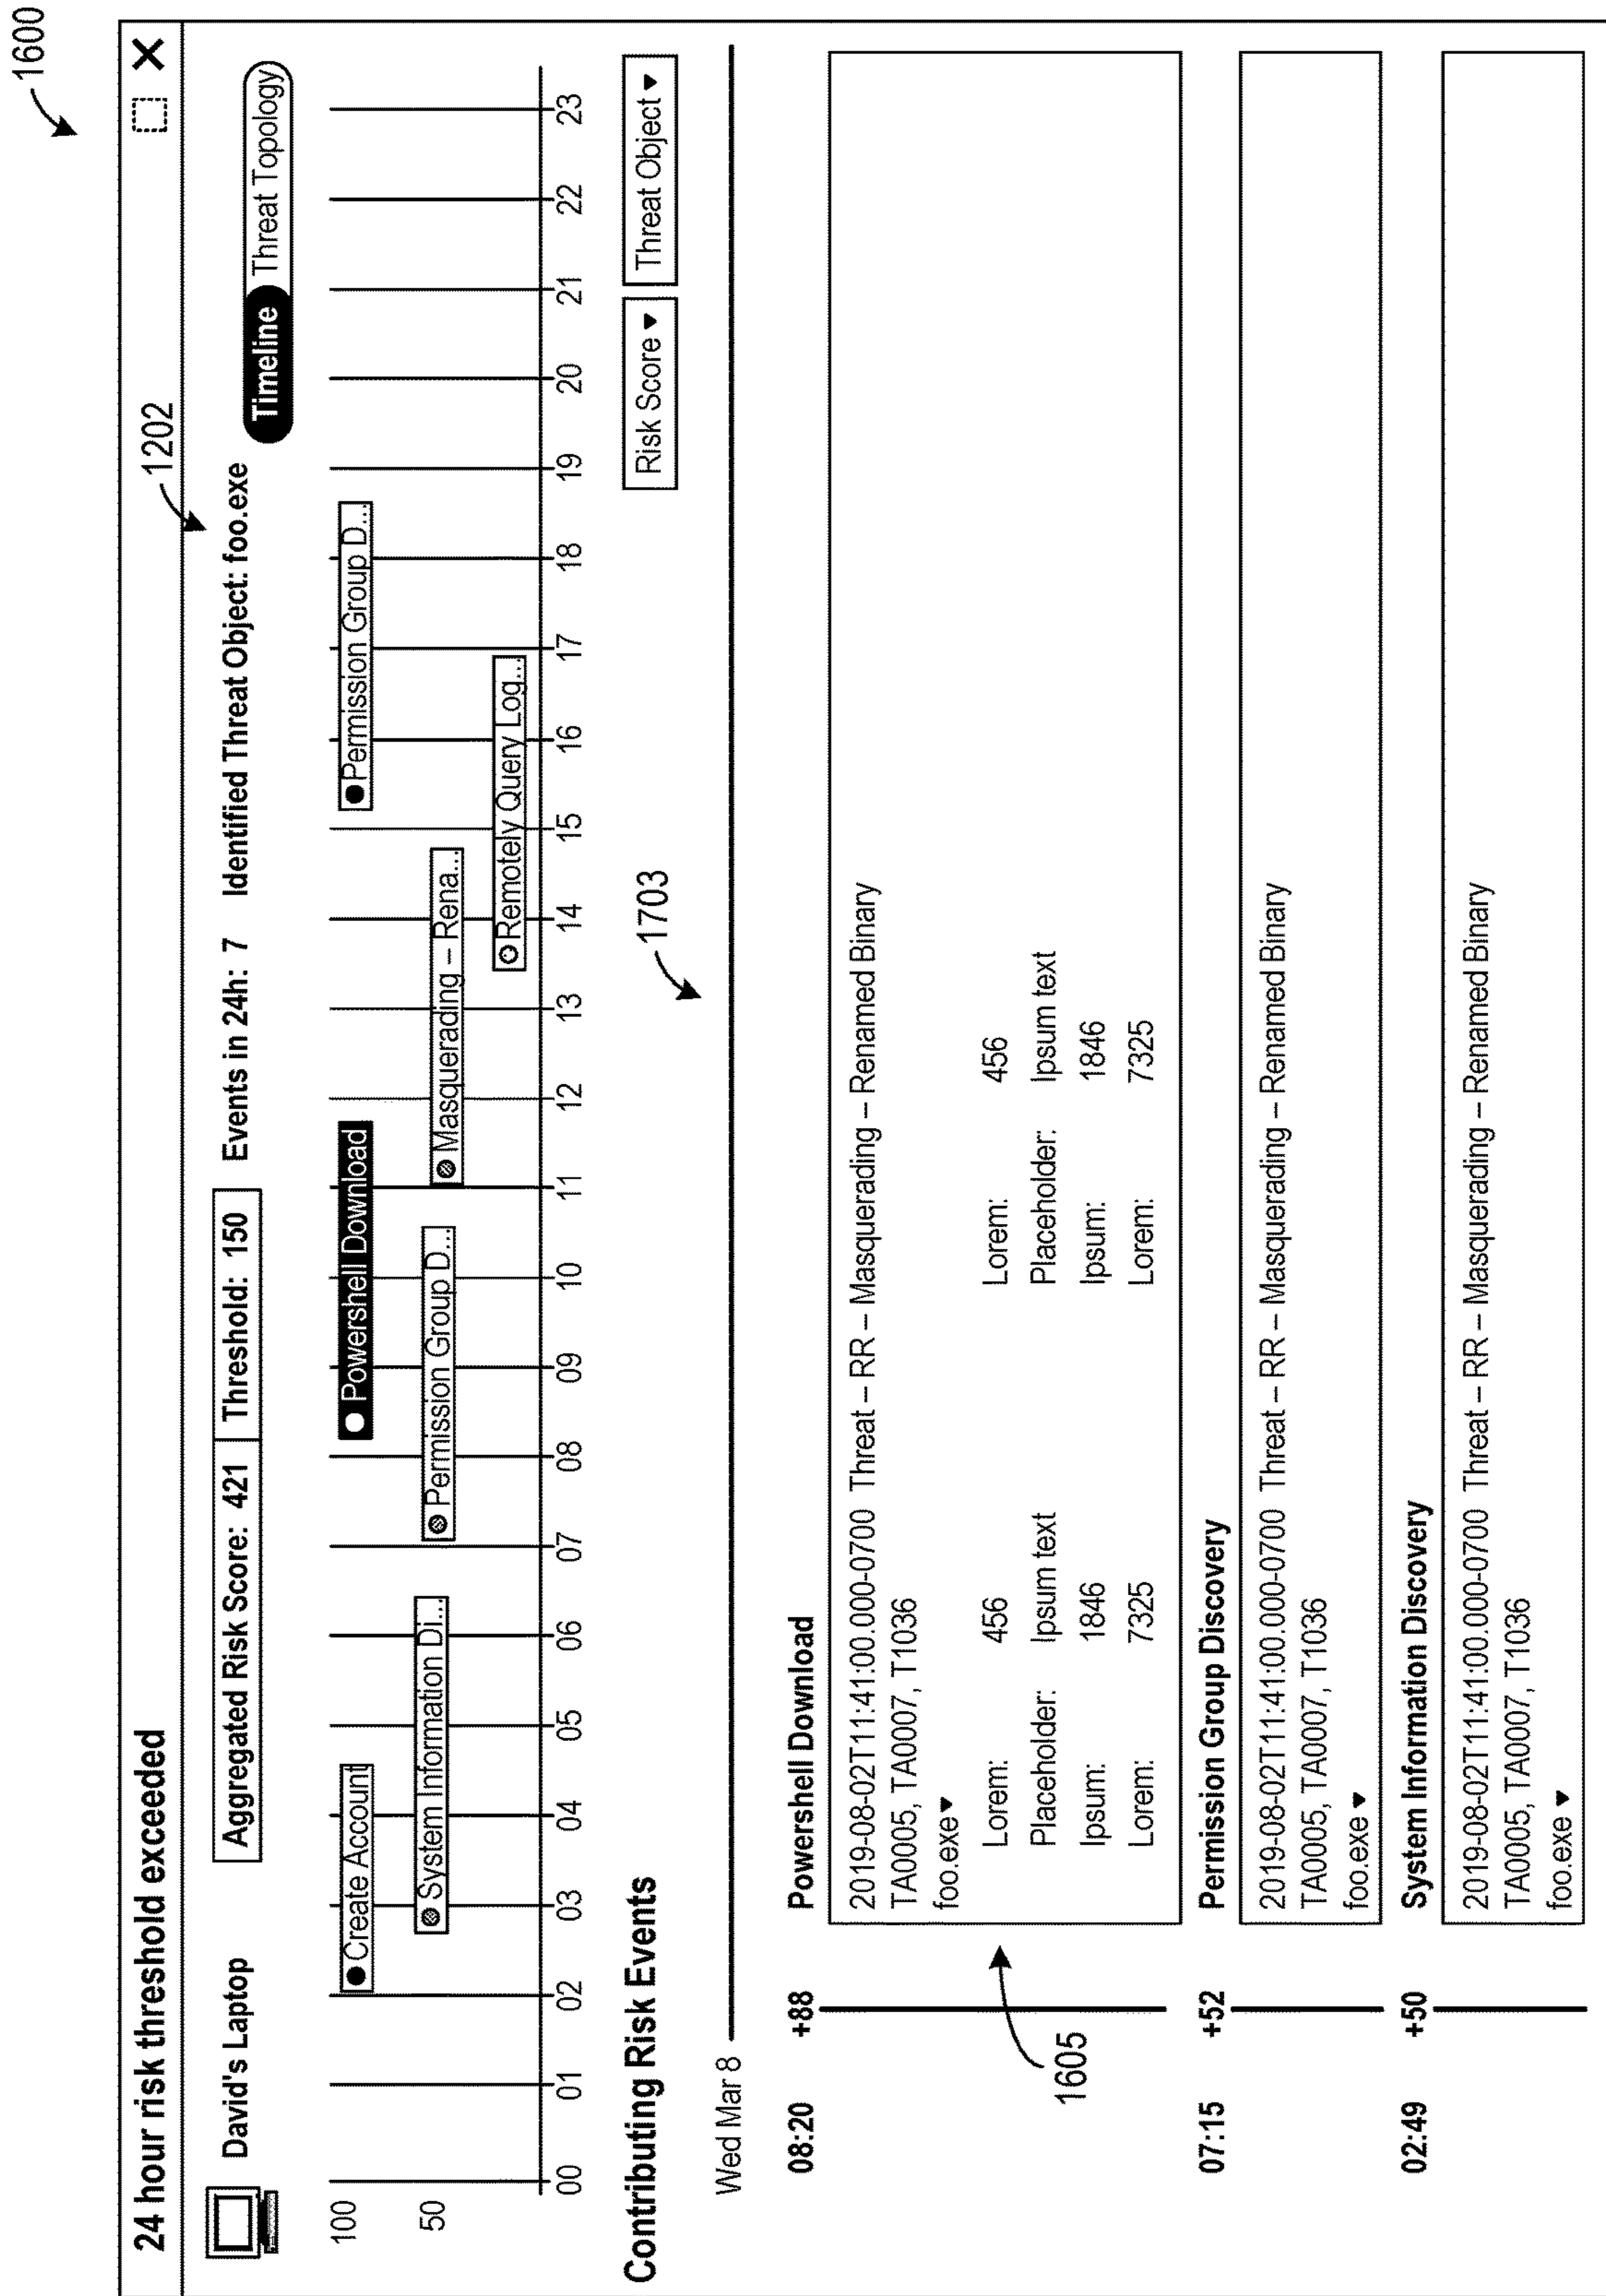 1600
24 hour risk threshold exceeded
1202
David's Laptop
Aggregated Risk Score: 421
Threshold: 150
Events in 24h: 7
Identified Threat Object: foo.exe
Timeline
Threat Topology
100
50
Create Account
Powershell Download
Permission Group D...
System Information Di...
Permission Group D...
Masquerading – Rena...
Remotely Query Log...
00 01 02 03 04 05 06 07 08 09 10 11 12 13 14 15 16 17 18 19 20 21 22 23
Contributing Risk Events
Risk Score
Threat Object
1703
Wed Mar 8
08:20 +88 Powershell Download
2019-08-02T11:41:00.000-0700 Threat – RR – Masquerading – Renamed Binary
TA0005, TA0007, T1036
foo.exe
Lorem: 456 Lorem: 456
Placeholder: Ipsum text Placeholder: Ipsum text
Ipsum: 1846 Ipsum: 1846
Lorem: 7325 Lorem: 7325
1605
07:15 +52 Permission Group Discovery
2019-08-02T11:41:00.000-0700 Threat – RR – Masquerading – Renamed Binary
TA0005, TA0007, T1036
foo.exe
02:49 +50 System Information Discovery
2019-08-02T11:41:00.000-0700 Threat – RR – Masquerading – Renamed Binary
TA0005, TA0007, T1036
foo.exe